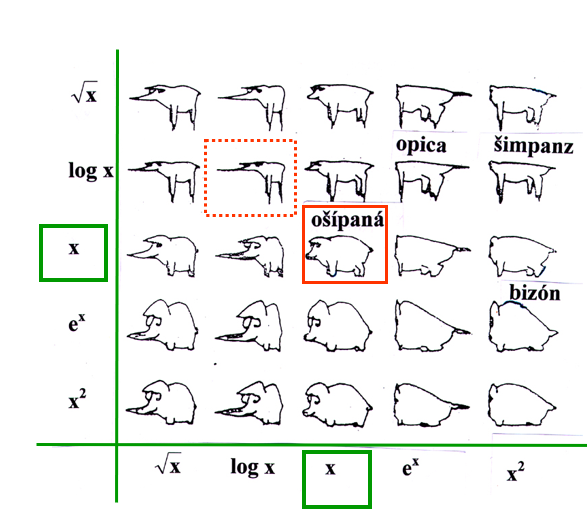 √x
opica šimpanz
log x
ošípaná
x
bizón
eˣ
x²
√x log x x eˣ x²